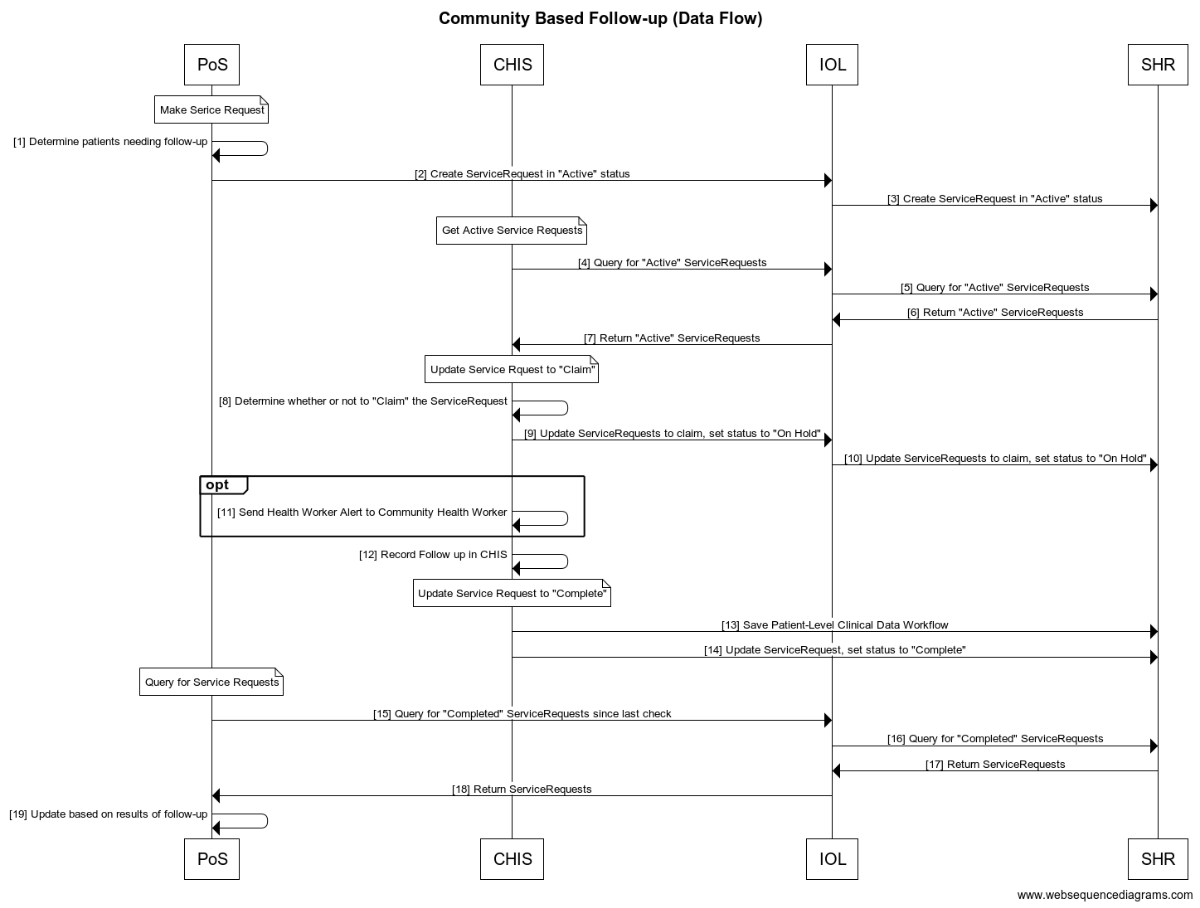 Community Based Follow-up (Data Flow)
PoS
CHIS
IOL
SHR
Make Serice Request
[1] Determine patients needing follow-up
[2] Create ServiceRequest in "Active" status
[3] Create ServiceRequest in "Active" status
Get Active Service Requests
[4] Query for "Active" ServiceRequests
[5] Query for "Active" ServiceRequests
[6] Return "Active" ServiceRequests
[7] Return "Active" ServiceRequests
Update Service Rquest to "Claim"
[8] Determine whether or not to "Claim" the ServiceRequest
[9] Update ServiceRequests to claim, set status to "On Hold"
[10] Update ServiceRequests to claim, set status to "On Hold"
opt
[11] Send Health Worker Alert to Community Health Worker
[12] Record Follow up in CHIS
Update Service Request to "Complete"
[13] Save Patient-Level Clinical Data Workflow
[14] Update ServiceRequest, set status to "Complete"
Query for Service Requests
[15] Query for "Completed" ServiceRequests since last check
[16] Query for "Completed" ServiceRequests
[17] Return ServiceRequests
[18] Return ServiceRequests
[19] Update based on results of follow-up
PoS
CHIS
IOL
SHR
www.websequencediagrams.com